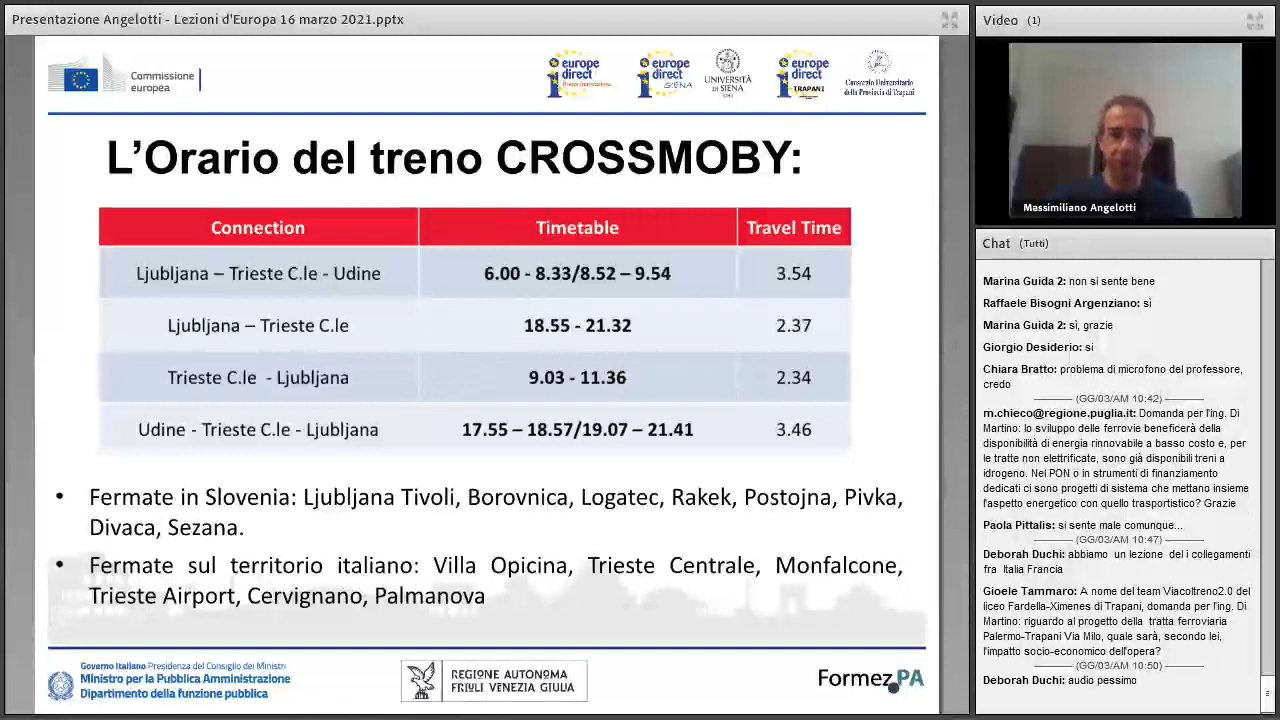 Presentazione Angelotti - Lezioni d'Europa 16 marzo 2021.pptx
Commissione
europea
europe
direct
europe
direct
SIENA
UNIVERSITÀ
DI SIENA
1240
europe
direct
TRAPANI
Consorzio Universitario
della Provincia di Trapani
L'Orario del treno CROSSMOBY:
Connection Timetable Travel Time
Ljubljana – Trieste C.le - Udine 6.00 - 8.33/8.52 – 9.54 3.54
Ljubljana – Trieste C.le 18.55 - 21.32 2.37
Trieste C.le - Ljubljana 9.03 - 11.36 2.34
Udine - Trieste C.le - Ljubljana 17.55 – 18.57/19.07 – 21.41 3.46
• Fermate in Slovenia: Ljubljana Tivoli, Borovnica, Logatec, Rakek, Postojna, Pivka,
Divaca, Sezana.
• Fermate sul territorio italiano: Villa Opicina, Trieste Centrale, Monfalcone,
Trieste Airport, Cervignano, Palmanova
Governo Italiano Presidenza del Consiglio dei Ministri
Ministro per la Pubblica Amministrazione
Dipartimento della funzione pubblica
REGIONE AUTONOMA
FRIULI VENEZIA GIULIA
Formez PA
Video (1)
Massimiliano Angelotti
Chat (Tutti)
Marina Guida 2: non si sente bene
Raffaele Bisogni Argenziano: sì
Marina Guida 2: sì, grazie
Giorgio Desiderio: si
Chiara Bratto: problema di microfono del professore,
credo
(GG/03/AM 10:42)
m.chieco@regione.puglia.it: Domanda per l'ing. Di
Martino: lo sviluppo delle ferrovie beneficerà della
disponibilità di energia rinnovabile a basso costo e, per
le tratte non elettrificate, sono già disponibili treni a
idrogeno. Nel PON o in strumenti di finanziamento
dedicati ci sono progetti di sistema che mettano insieme
l'aspetto energetico con quello trasportistico? Grazie
Paola Pittalis: si sente male comunque...
(GG/03/AM 10:47)
Deborah Duchi: abbiamo un lezione del i collegamenti
fra Italia Francia
Gioele Tammaro: A nome del team Viacoltreno2.0 del
liceo Fardella-Ximenes di Trapani, domanda per l'ing. Di
Martino: riguardo al progetto della tratta ferroviaria
Palermo-Trapani Via Milo, quale sarà, secondo lei,
l'impatto socio-economico dell'opera?
(GG/03/AM 10:50)
Deborah Duchi: audio pessimo